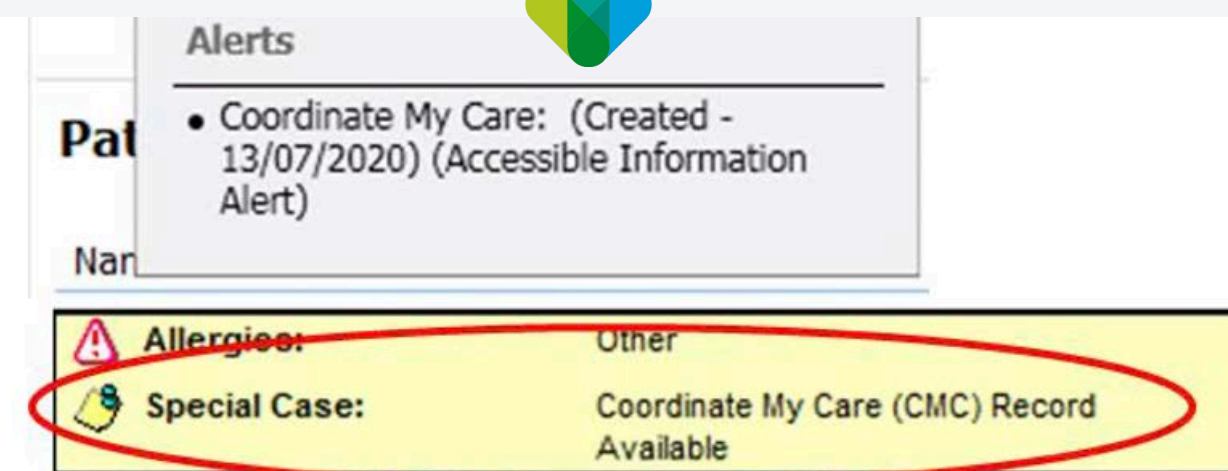 Alerts
• Coordinate My Care: (Created -
13/07/2020) (Accessible Information
Alert)
Pat
Nar
Allergies: Other
Special Case: Coordinate My Care (CMC) Record
Available